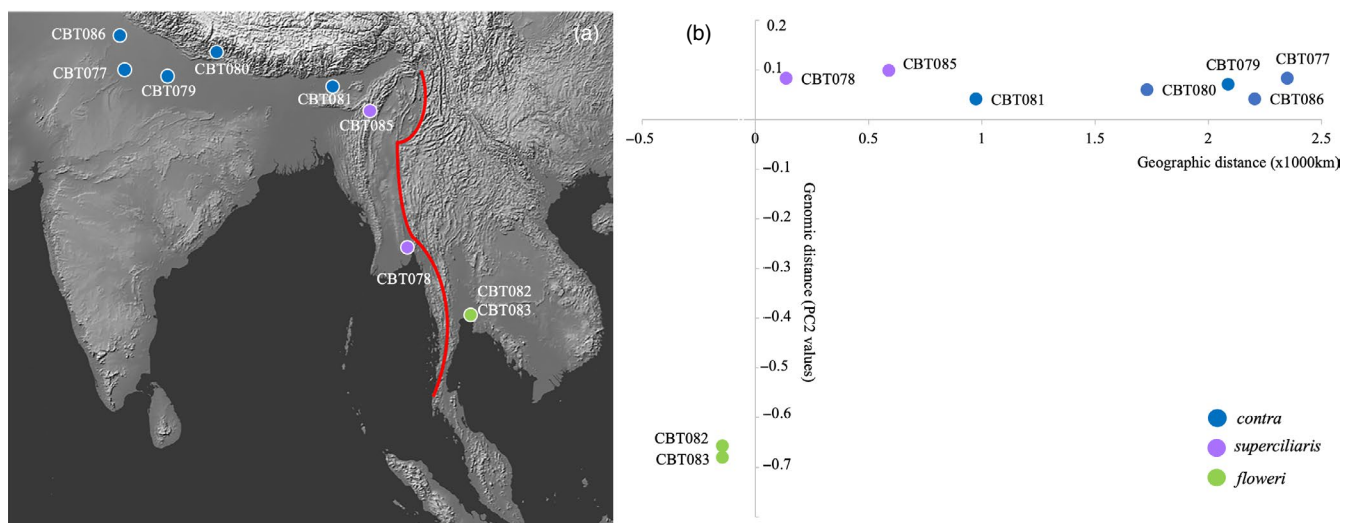 (a)
CBT086
CBT077
CBT079
CBT080
CBT081
CBT085
CBT078
CBT082
CBT083
(b)
0.2
0.1
–0.1
–0.2
–0.3
–0.4
–0.5
–0.6
–0.7
–0.5
0
0.5
1
1.5
2
2.5
Geographic distance (x1000km)
Genomic distance (PC2 values)
CBT078
CBT085
CBT081
CBT080
CBT079
CBT077
CBT086
CBT082
CBT083
contra
superciliaris
floweri